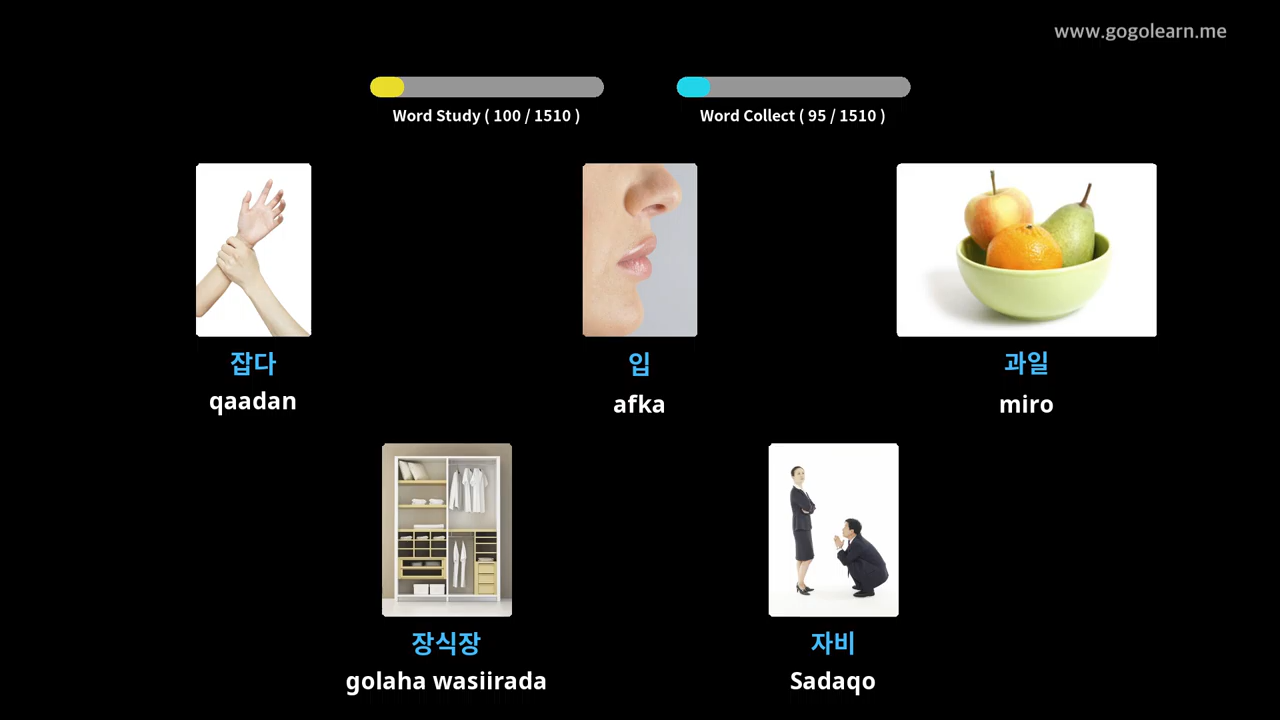 www.gogolearn.me
Word Study ( 100 / 1510 )
Word Collect ( 95 / 1510 )
잡다
qaadan
입
afka
과일
miro
장식장
golaha wasiirada
자비
Sadaqo